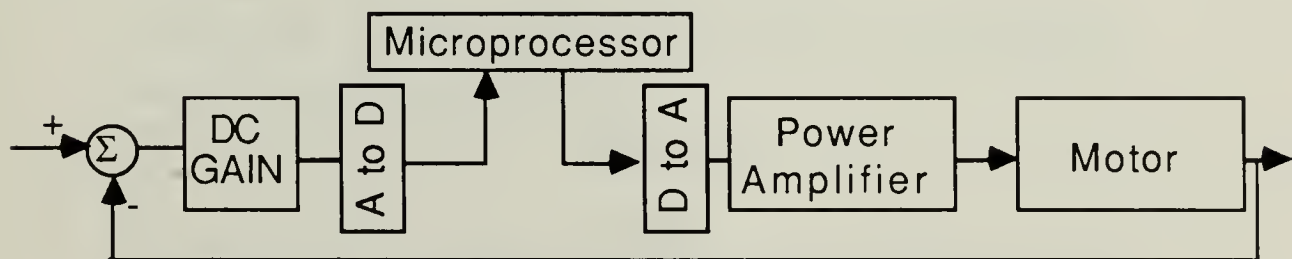 Microprocessor
+
Σ
-
DC
GAIN
A to D
D to A
Power
Amplifier
Motor